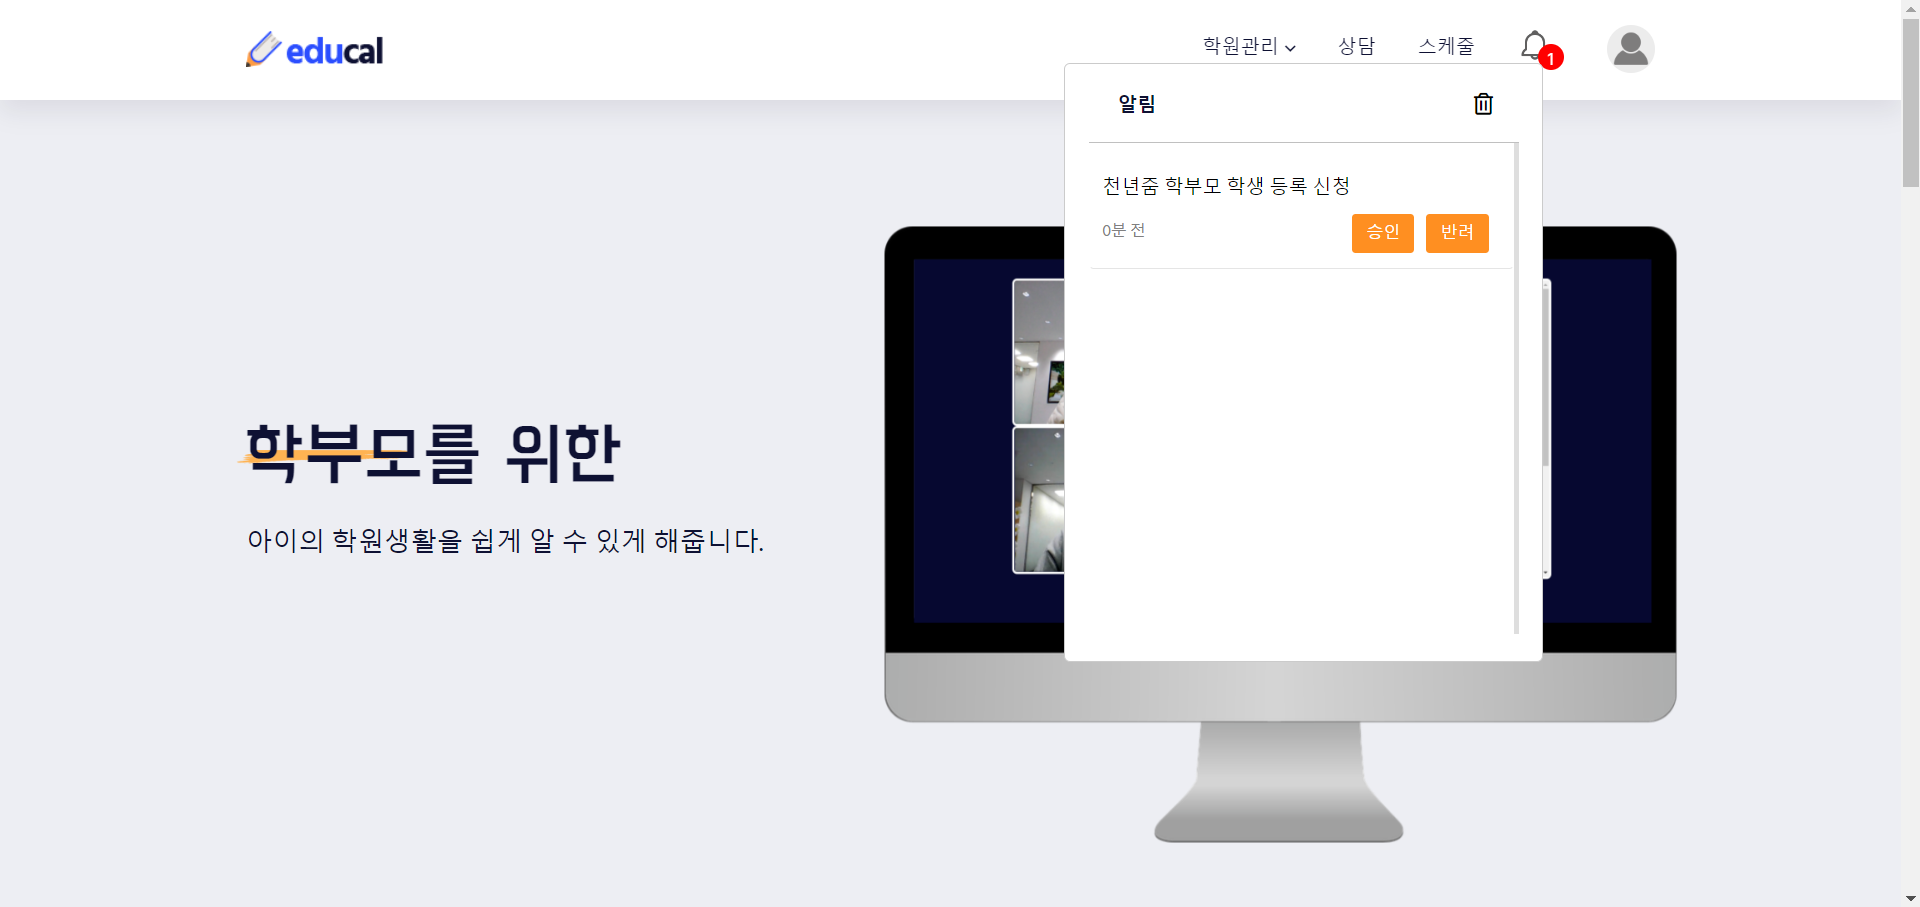 educal
학원관리
상담
스케줄
1
알림
천년줌 학부모 학생 등록 신청
0분 전
승인
반려
학부모를 위한
아이의 학원생활을 쉽게 알 수 있게 해줍니다.